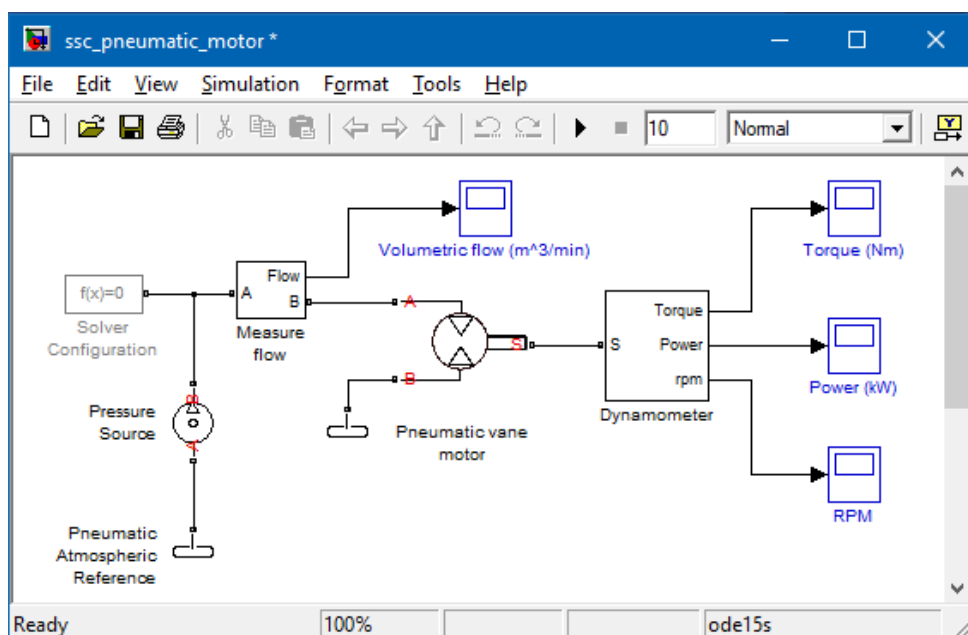 ssc_pneumatic_motor *
File Edit View Simulation Format Tools Help
10 Normal
Volumetric flow (m^3/min)
Torque (Nm)
f(x)=0
Solver
Configuration
Flow
A
B
Measure
flow
A
B
S
Pneumatic vane
motor
S
Torque
Power
rpm
Dynamometer
Power (kW)
RPM
Pressure
Source
B
A
Pneumatic
Atmospheric
Reference
Ready 100% ode15s